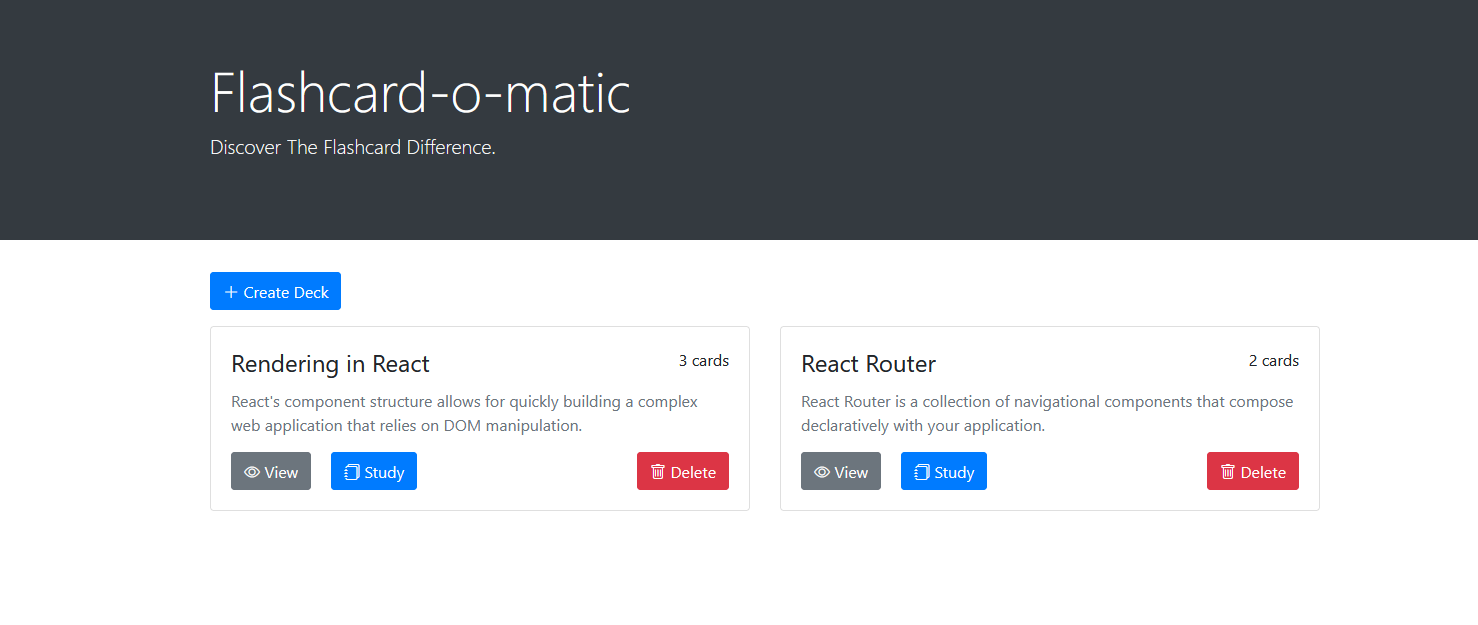 Flashcard-o-matic
Discover The Flashcard Difference.
Create Deck
Rendering in React
3 cards
React's component structure allows for quickly building a complex
web application that relies on DOM manipulation.
View
Study
Delete
React Router
2 cards
React Router is a collection of navigational components that compose
declaratively with your application.
View
Study
Delete